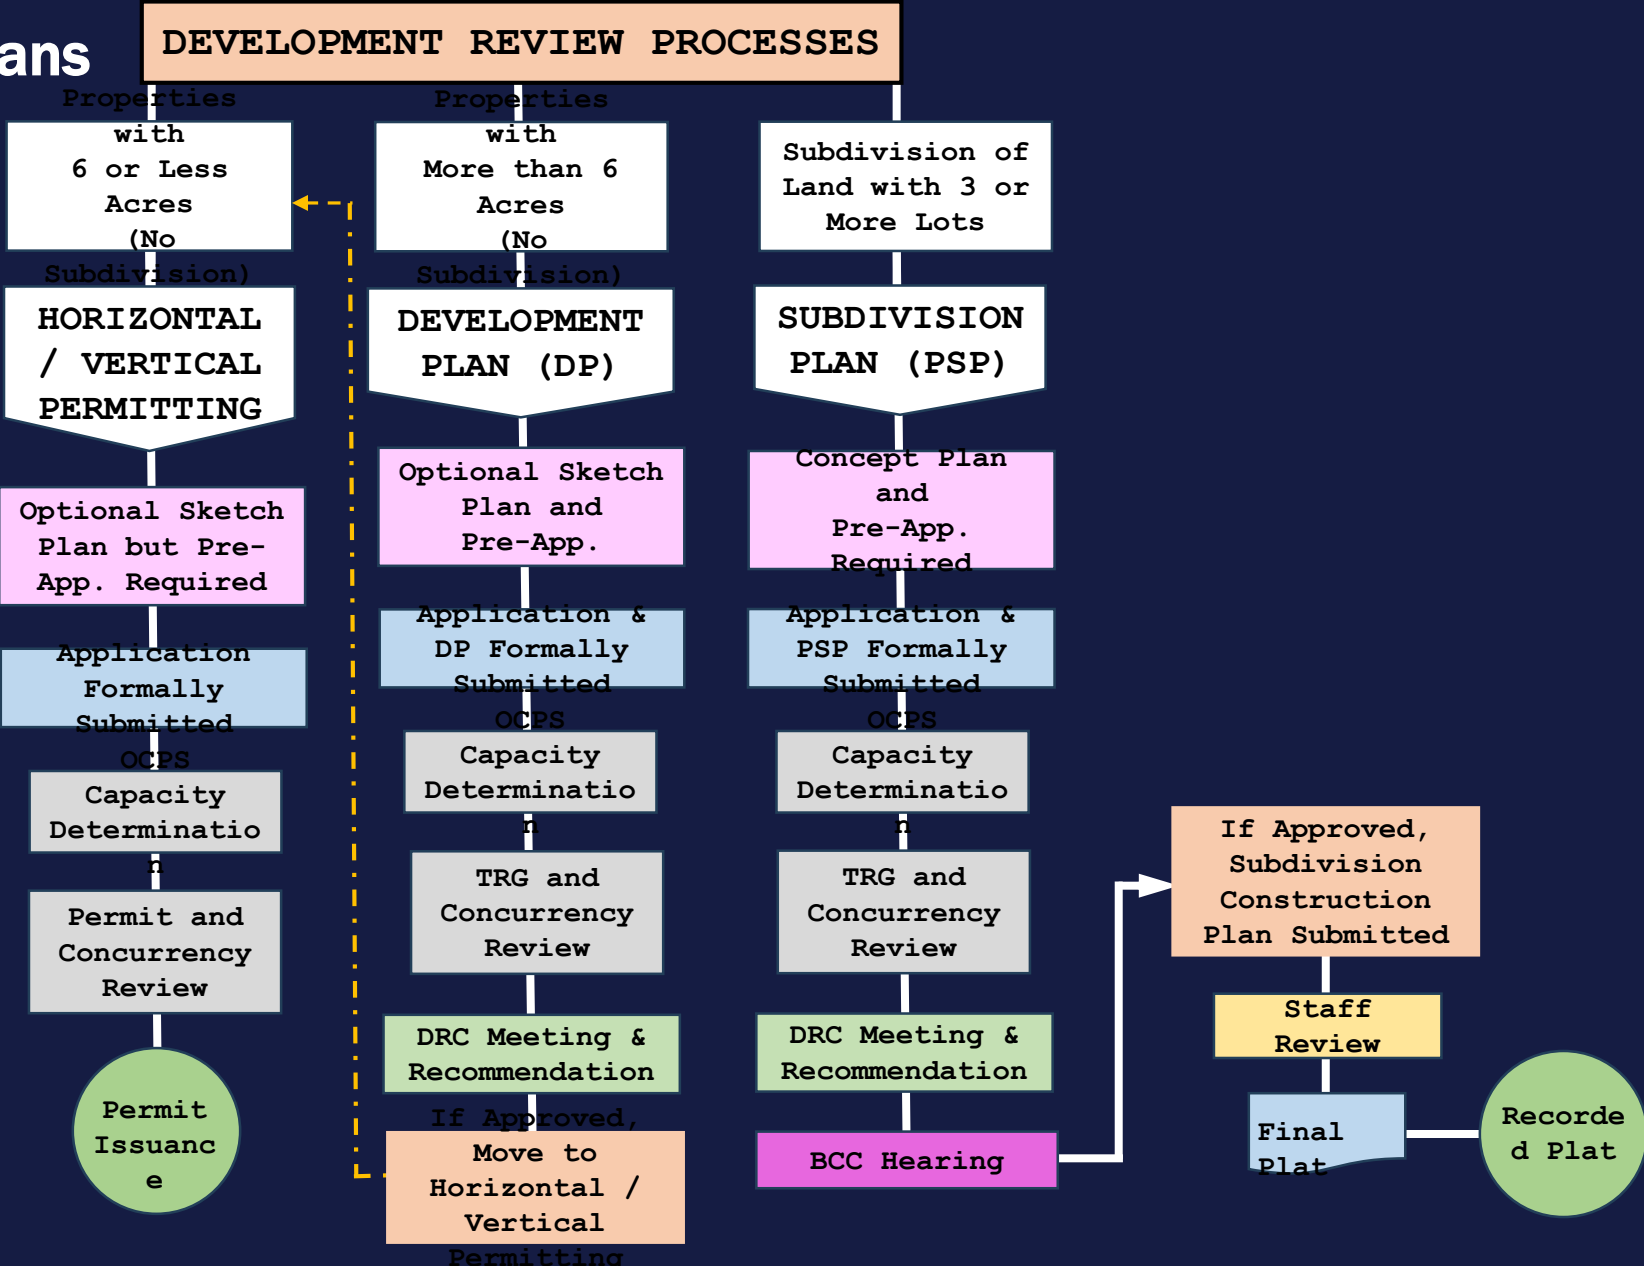 ans
DEVELOPMENT REVIEW PROCESSES
Properties
with
6 or Less
Acres
(No
Subdivision)
HORIZONTAL
/ VERTICAL
PERMITTING
Optional Sketch
Plan but Pre-
App. Required
Application
Formally
Submitted
OCPS
Capacity
Determinatio
n
Permit and
Concurrency
Review
Permit
Issuanc
e
Properties
with
More than 6
Acres
(No
Subdivision)
DEVELOPMENT
PLAN (DP)
Optional Sketch
Plan and
Pre-App.
Application &
DP Formally
Submitted
OCPS
Capacity
Determinatio
n
TRG and
Concurrency
Review
DRC Meeting &
Recommendation
If Approved,
Move to
Horizontal /
Vertical
Permitting
Subdivision of
Land with 3 or
More Lots
SUBDIVISION
PLAN (PSP)
Concept Plan
and
Pre-App.
Required
Application &
PSP Formally
Submitted
OCPS
Capacity
Determinatio
n
TRG and
Concurrency
Review
DRC Meeting &
Recommendation
BCC Hearing
If Approved,
Subdivision
Construction
Plan Submitted
Staff
Review
Final
Plat
Recorde
d Plat